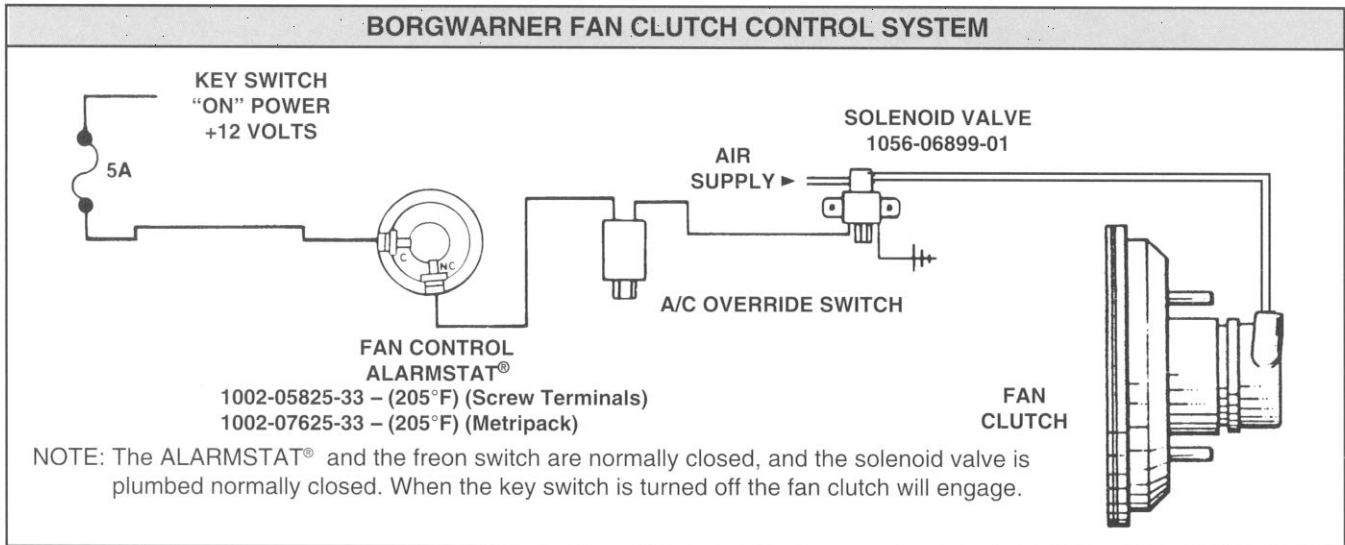 BORGWARNER FAN CLUTCH CONTROL SYSTEM
KEY SWITCH
“ON” POWER
+12 VOLTS
5A
SOLENOID VALVE
1056-06899-01
AIR
SUPPLY ►
C
NC
A/C OVERRIDE SWITCH
FAN CONTROL
ALARMSTAT®
1002-05825-33 – (205°F) (Screw Terminals)
1002-07625-33 – (205°F) (Metripack)
FAN
CLUTCH
NOTE: The ALARMSTAT® and the freon switch are normally closed, and the solenoid valve is
plumbed normally closed. When the key switch is turned off the fan clutch will engage.